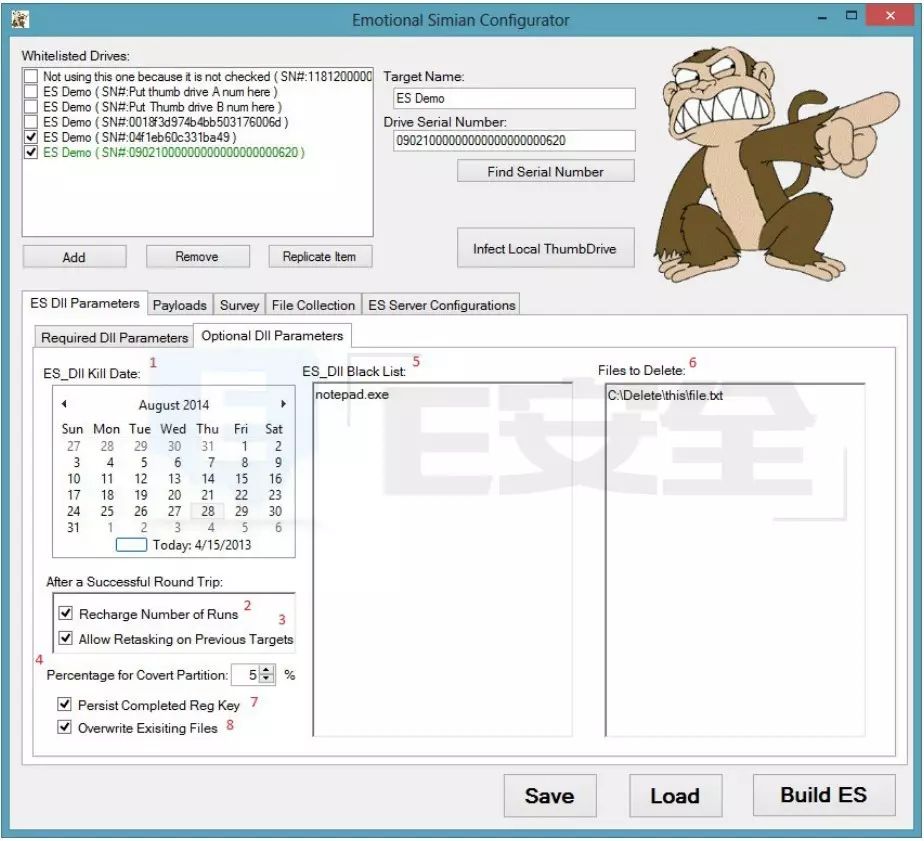 Emotional Simian Configurator
Whitelisted Drives:
Not using this one because it is not checked ( SN#:1181200000
ES Demo ( SN#:Put thumb drive A num here )
ES Demo ( SN#:Put Thumb drive B num here )
ES Demo ( SN#:0018f3d974b4bb503176006d )
ES Demo ( SN#:04f1eb60c331ba49 )
ES Demo ( SN#:09021000000000000000000620 )
Target Name:
ES Demo
Drive Serial Number:
09021000000000000000000620
Find Serial Number
Infect Local ThumbDrive
Add Remove Replicate Item
ES Dll Parameters Payloads Survey File Collection ES Server Configurations
Required Dll Parameters Optional Dll Parameters
ES_Dll Kill Date: 1
August 2014
Sun Mon Tue Wed Thu Fri Sat
27 28 29 30 31 1 2
3 4 5 6 7 8 9
10 11 12 13 14 15 16
17 18 19 20 21 22 23
24 25 26 27 28 29 30
31 1 2 3 4 5 6
Today: 4/15/2013
After a Successful Round Trip:
Recharge Number of Runs 2
3
Allow Retasking on Previous Targets
4
Percentage for Covert Partition: 5 %
Persist Completed Reg Key 7
Overwrite Exisiting Files 8
ES_Dll Black List: 5
notepad.exe
Files to Delete: 6
C:\Delete\this\file.txt
E安全
Save Load Build ES